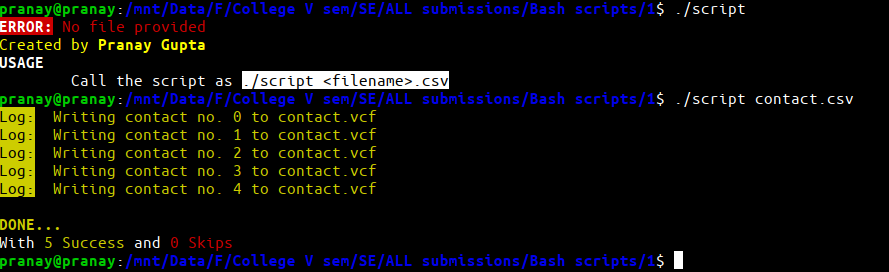 pranay@pranay:/mnt/Data/F/College V sem/SE/ALL submissions/Bash scripts/1$ ./script
ERROR: No file provided
Created by Pranay Gupta
USAGE
        Call the script as ./script <filename>.csv
pranay@pranay:/mnt/Data/F/College V sem/SE/ALL submissions/Bash scripts/1$ ./script contact.csv
Log:  Writing contact no. 0 to contact.vcf
Log:  Writing contact no. 1 to contact.vcf
Log:  Writing contact no. 2 to contact.vcf
Log:  Writing contact no. 3 to contact.vcf
Log:  Writing contact no. 4 to contact.vcf

DONE...
With 5 Success and 0 Skips
pranay@pranay:/mnt/Data/F/College V sem/SE/ALL submissions/Bash scripts/1$